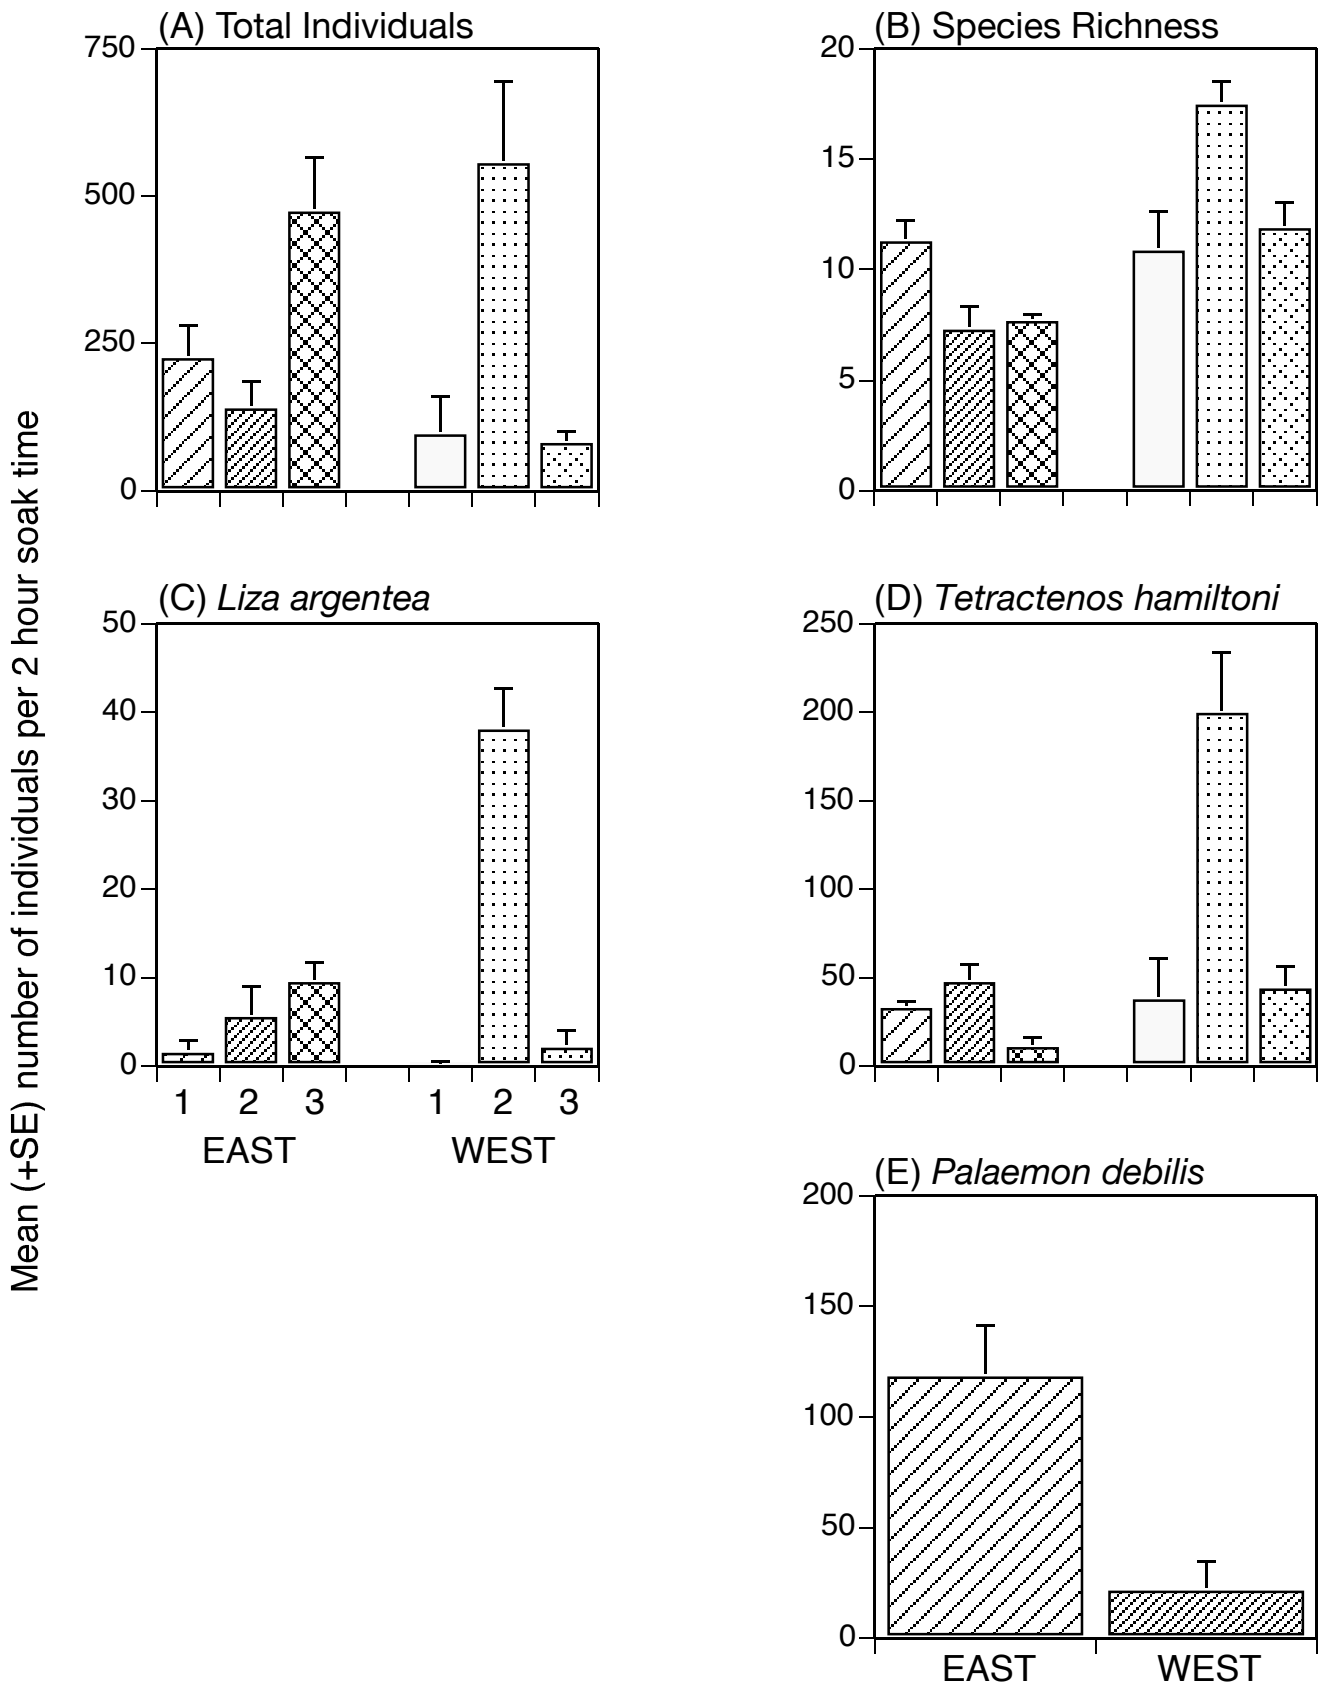 Mean (+SE) number of individuals per 2 hour soak time
(A) Total Individuals
750
500
250
0
(B) Species Richness
20
15
10
5
0
(C) Liza argentea
50
40
30
20
10
0
1 2 3 1 2 3
EAST WEST
(D) Tetractenos hamiltoni
250
200
150
100
50
0
(E) Palaemon debilis
200
150
100
50
0
EAST WEST